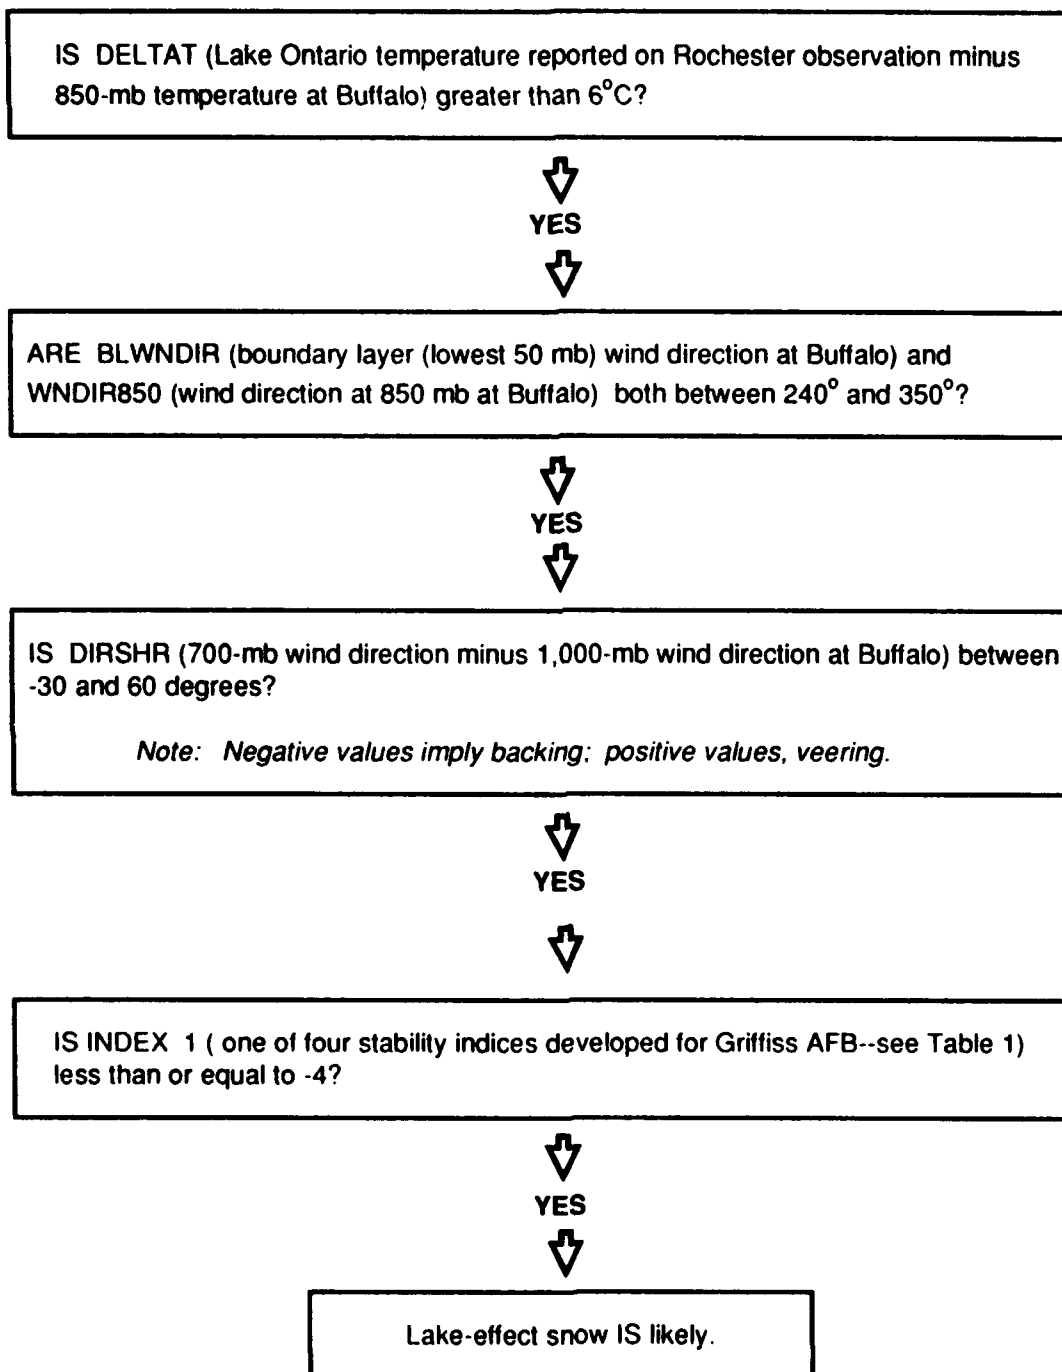 IS DELTAT (Lake Ontario temperature reported on Rochester observation minus
850-mb temperature at Buffalo) greater than 6°C?
YES
ARE BLWNDIR (boundary layer (lowest 50 mb) wind direction at Buffalo) and
WNDIR850 (wind direction at 850 mb at Buffalo) both between 240° and 350°?
YES
IS DIRSHR (700-mb wind direction minus 1,000-mb wind direction at Buffalo) between
-30 and 60 degrees?
Note: Negative values imply backing; positive values, veering.
YES
IS INDEX 1 ( one of four stability indices developed for Griffiss AFB--see Table 1)
less than or equal to -4?
YES
Lake-effect snow IS likely.